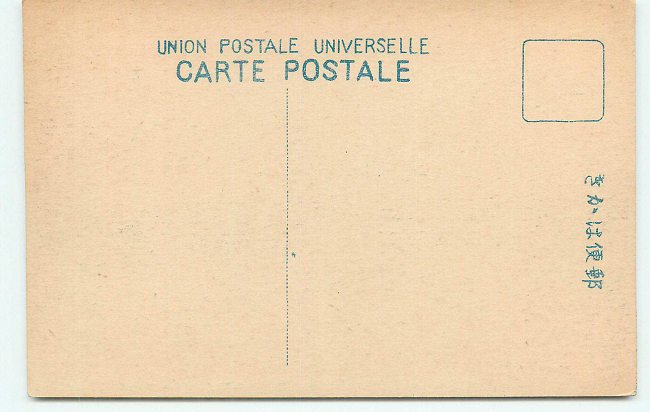 UNION POSTALE UNIVERSELLE
CARTE POSTALE
きがは便郵